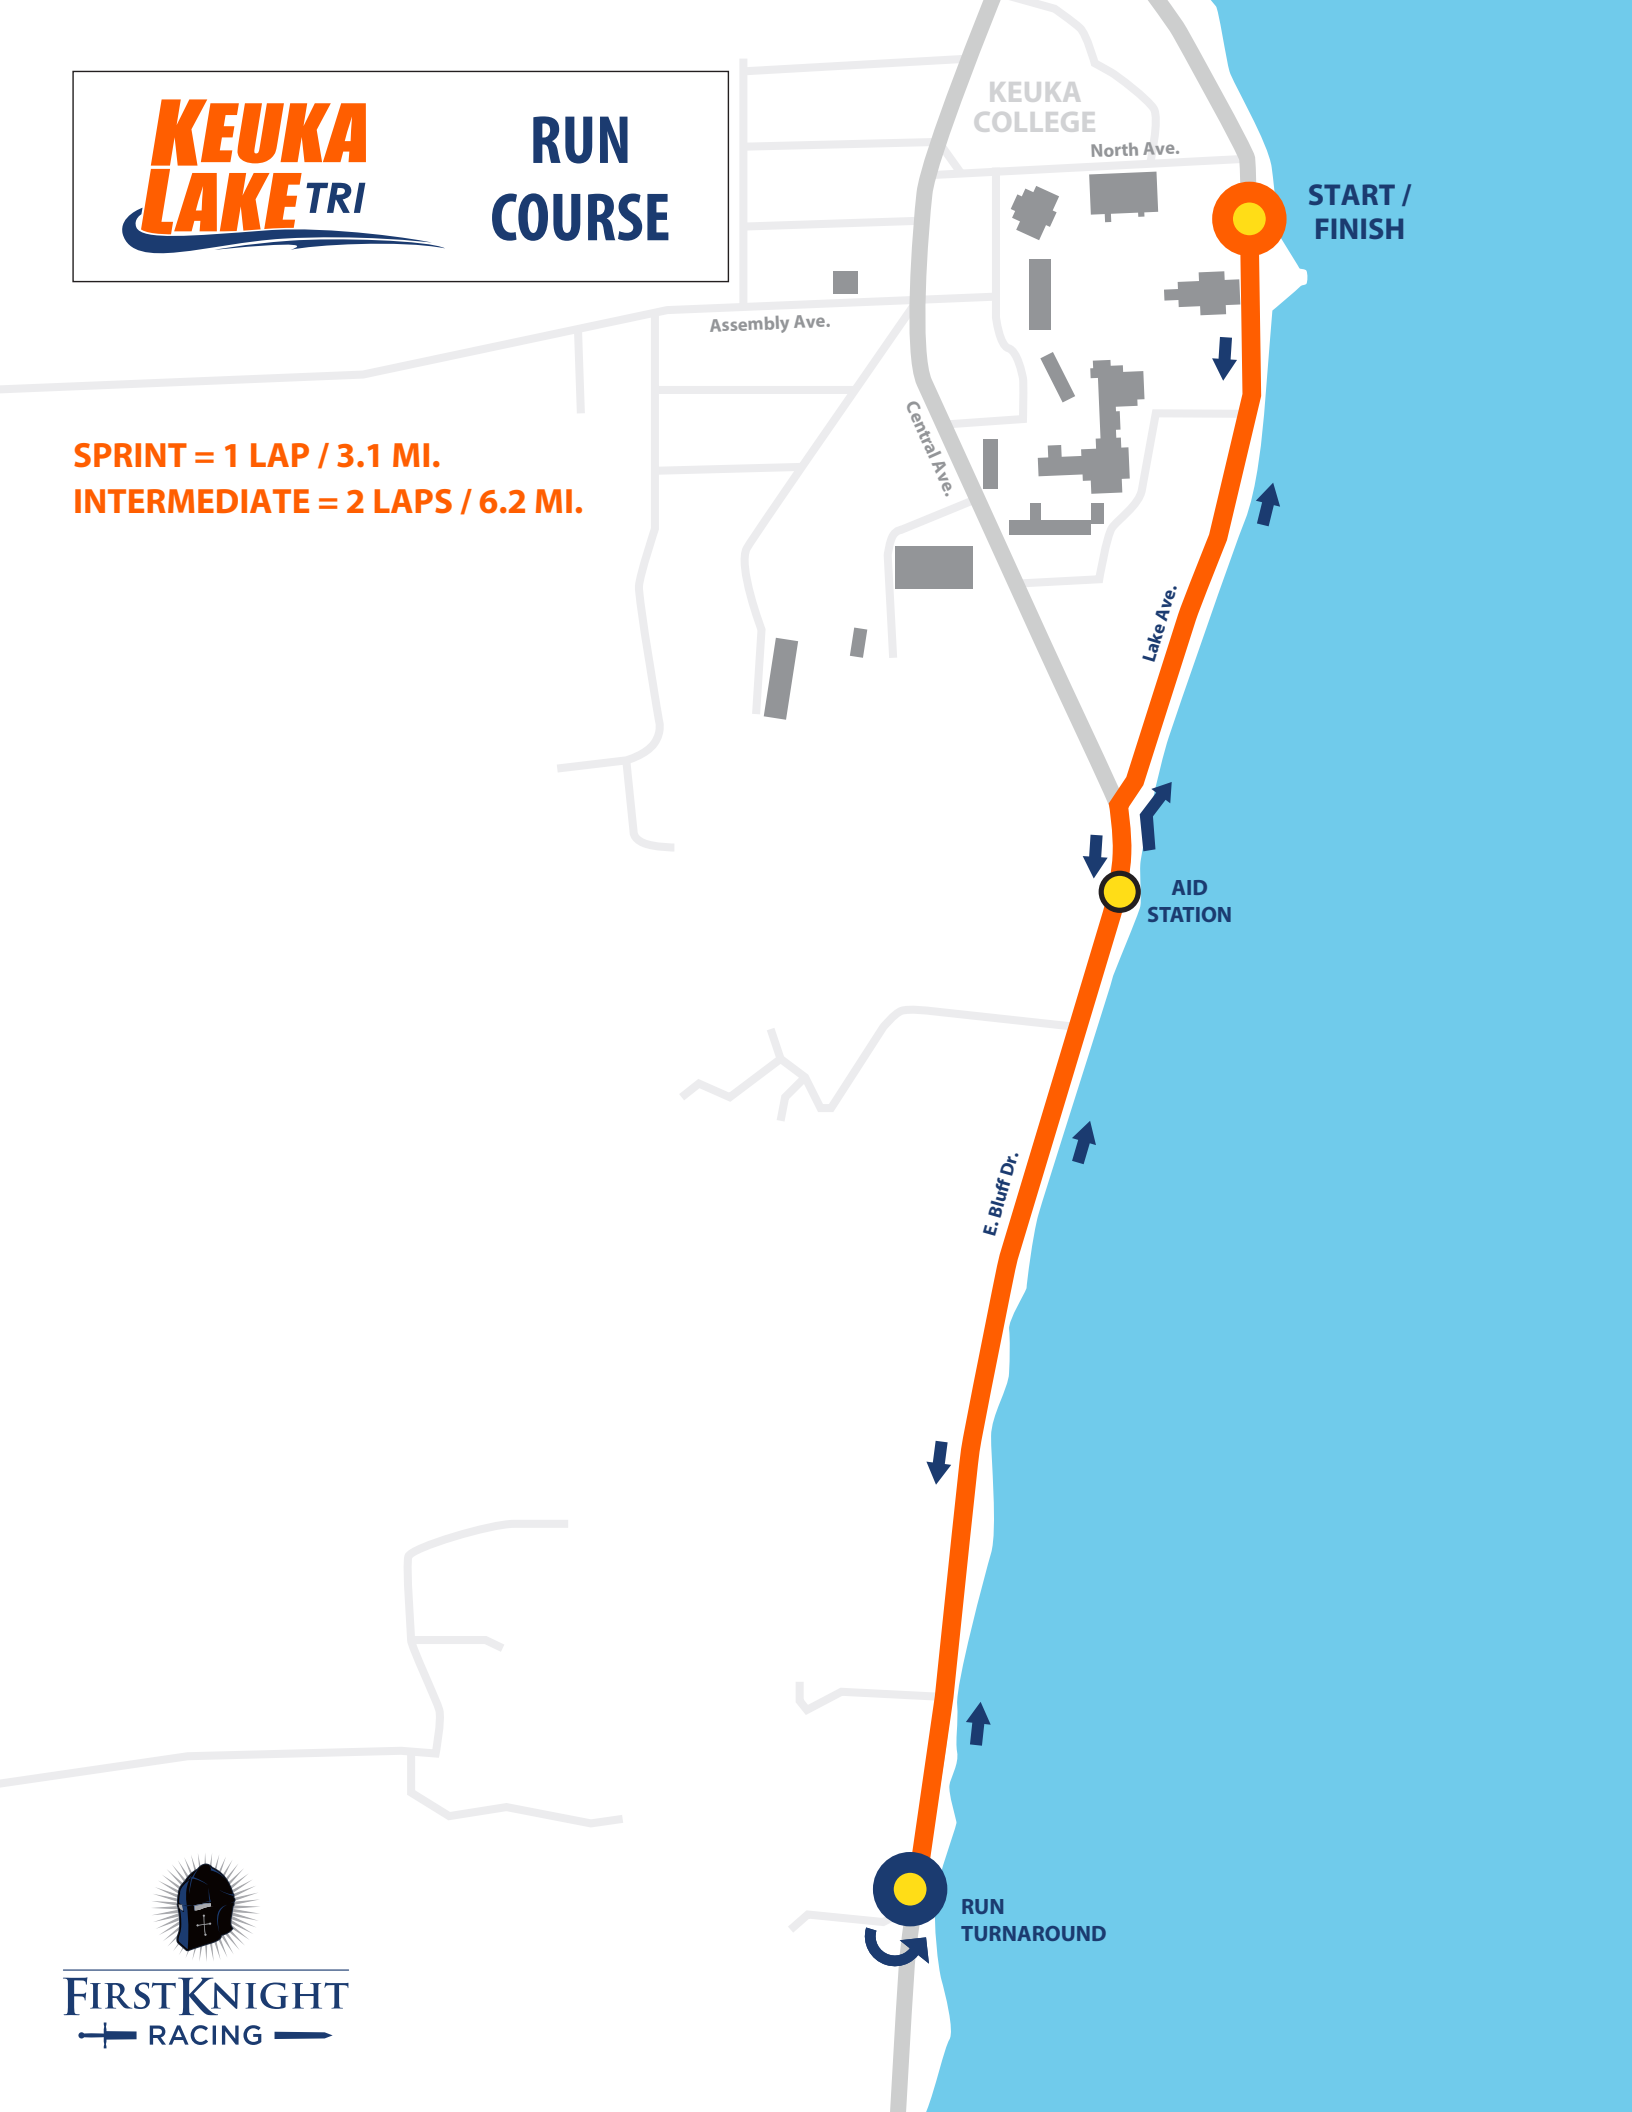 KEUKA
LAKE TRI
RUN
COURSE
KEUKA
COLLEGE
North Ave.
START /
FINISH
Assembly Ave.
Central Ave.
SPRINT = 1 LAP / 3.1 MI.
INTERMEDIATE = 2 LAPS / 6.2 MI.
Lake Ave.
AID
STATION
E. Bluff Dr.
RUN
TURNAROUND
FIRSTKNIGHT
RACING